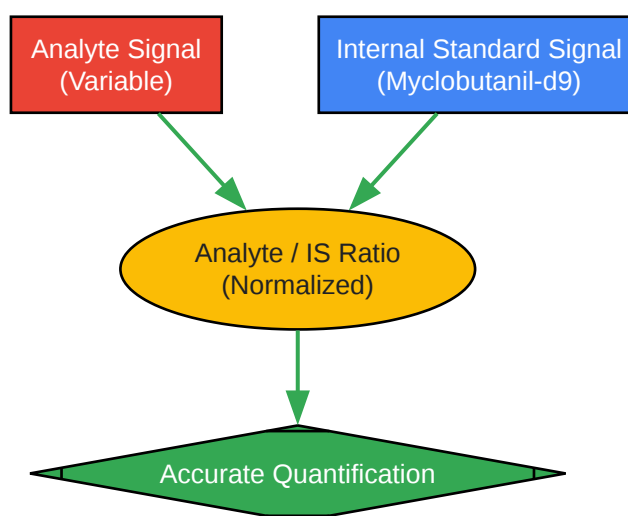 Analyte Signal
(Variable)
Internal Standard Signal
(Myclobutanil-d9)
Analyte / IS Ratio
(Normalized)
Accurate Quantification